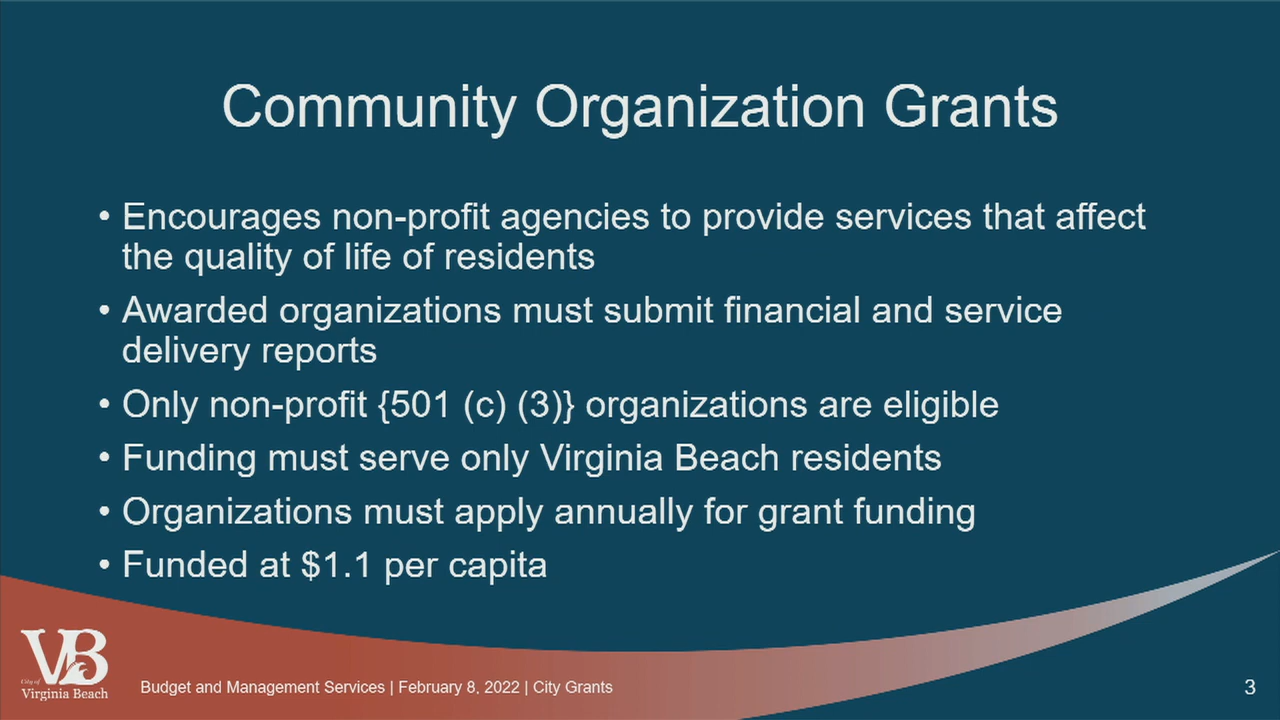 Community Organization Grants
• Encourages non-profit agencies to provide services that affect
the quality of life of residents
• Awarded organizations must submit financial and service
delivery reports
• Only non-profit {501 (c) (3)} organizations are eligible
• Funding must serve only Virginia Beach residents
• Organizations must apply annually for grant funding
• Funded at $1.1 per capita
VB
City of
Virginia Beach
Budget and Management Services | February 8, 2022 | City Grants
3